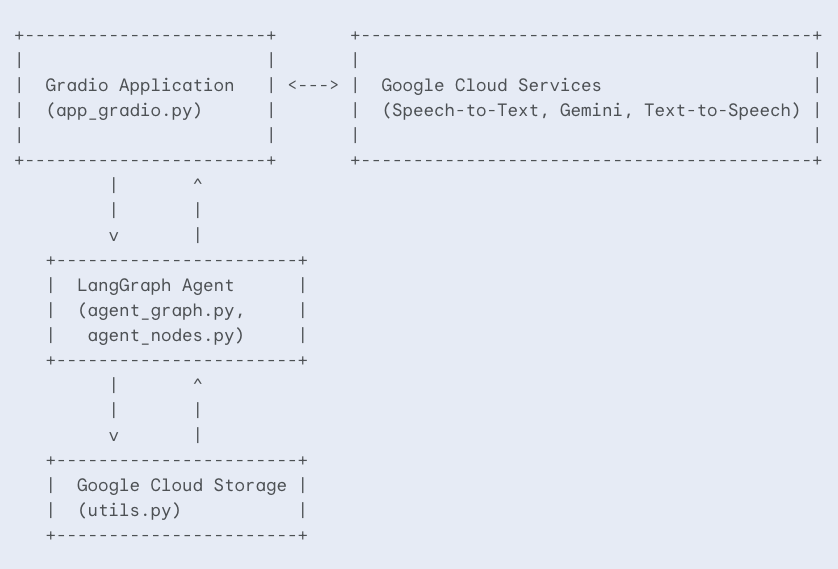 +-----------------------+       +-------------------------------------------+
|                       |       |                                           |
|  Gradio Application   | <---> |  Google Cloud Services                    |
|  (app_gradio.py)      |       |  (Speech-to-Text, Gemini, Text-to-Speech) |
|                       |       |                                           |
+-----------------------+       +-------------------------------------------+
         |       ^
         |       |
         v       |
   +-----------------------+
   |  LangGraph Agent      |
   |  (agent_graph.py,     |
   |   agent_nodes.py)     |
   +-----------------------+
         |       ^
         |       |
         v       |
   +-----------------------+
   |  Google Cloud Storage |
   |  (utils.py)           |
   +-----------------------+